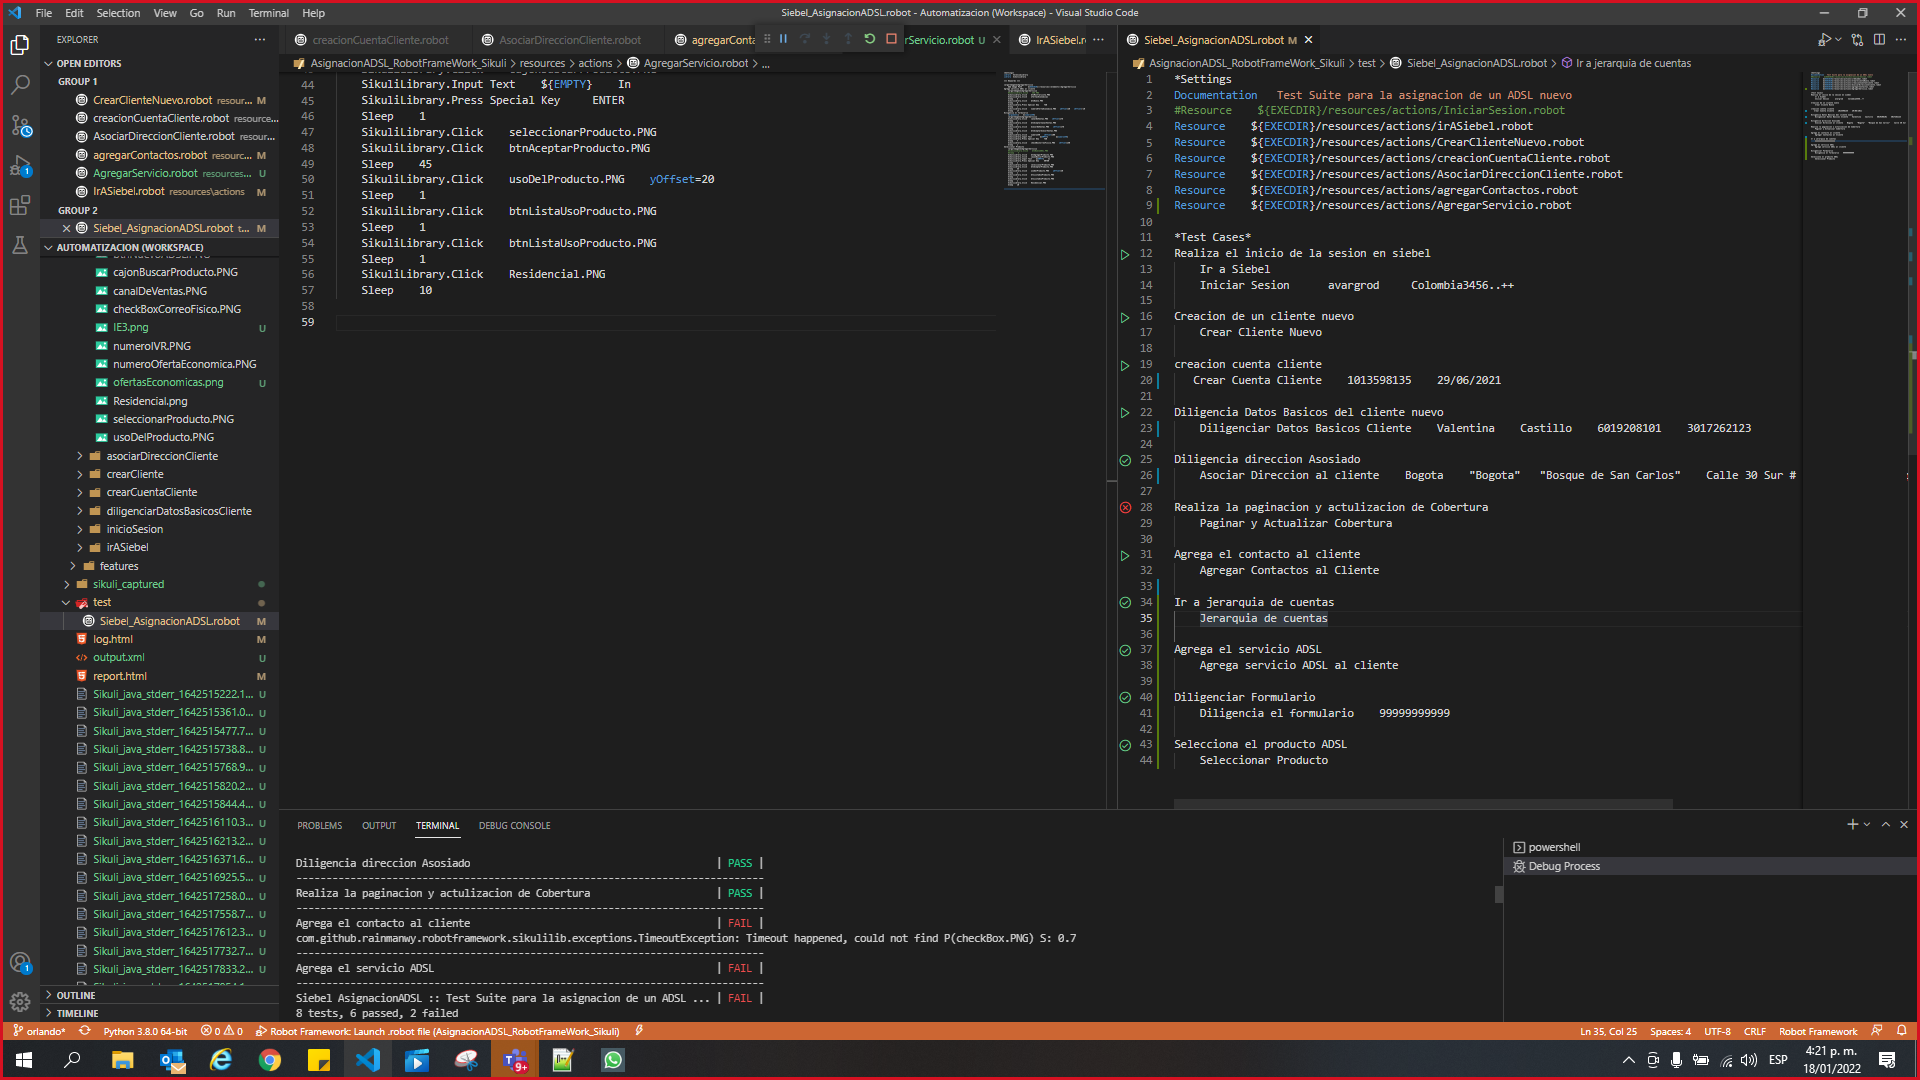 File Edit Selection View Go Run Terminal Help
Siebel_AsignacionADSL.robot - Automatizacion (Workspace) - Visual Studio Code
EXPLORER
OPEN EDITORS
GROUP 1
CrearClienteNuevo.robot resour... M
creacionCuentaCliente.robot resource...
AsociarDireccionCliente.robot resour...
agregarContactos.robot resourc... M
AgregarServicio.robot resources... U
IrASiebel.robot resources\actions M
GROUP 2
Siebel_AsignacionADSL.robot t... M
AUTOMATIZACION (WORKSPACE)
cajonBuscarProducto.PNG
canalDeVentas.PNG
checkBoxCorreoFisico.PNG
IE3.png U
numeroIVR.PNG
numeroOfertaEconomica.PNG
ofertasEconomicas.png U
Residencial.png
seleccionarProducto.PNG
usoDelProducto.PNG
asociarDireccionCliente
crearCliente
crearCuentaCliente
diligenciarDatosBasicosCliente
inicioSesion
irASiebel
features
sikuli_captured
test
Siebel_AsignacionADSL.robot M
log.html M
output.xml U
report.html M
Sikuli_java_stderr_1642515222.1... U
Sikuli_java_stderr_1642515361.0... U
Sikuli_java_stderr_1642515477.7... U
Sikuli_java_stderr_1642515738.8... U
Sikuli_java_stderr_1642515768.9... U
Sikuli_java_stderr_1642515820.2... U
Sikuli_java_stderr_1642515844.4... U
Sikuli_java_stderr_1642516110.3... U
Sikuli_java_stderr_1642516213.2... U
Sikuli_java_stderr_1642516371.6... U
Sikuli_java_stderr_1642516925.5... U
Sikuli_java_stderr_1642517258.0... U
Sikuli_java_stderr_1642517558.7... U
Sikuli_java_stderr_1642517612.3... U
Sikuli_java_stderr_1642517732.7... U
Sikuli_java_stderr_1642517833.2... U
OUTLINE
TIMELINE
creacionCuentaCliente.robot AsociarDireccionCliente.robot agregarConta rServicio.robot U IrASiebel.r
AsignacionADSL_RobotFrameWork_Sikuli > resources > actions > AgregarServicio.robot > ...
44 SikuliLibrary.Input Text ${EMPTY} In
45 SikuliLibrary.Press Special Key ENTER
46 Sleep 1
47 SikuliLibrary.Click seleccionarProducto.PNG
48 SikuliLibrary.Click btnAceptarProducto.PNG
49 Sleep 45
50 SikuliLibrary.Click usoDelProducto.PNG yOffset=20
51 Sleep 1
52 SikuliLibrary.Click btnListaUsoProducto.PNG
53 Sleep 1
54 SikuliLibrary.Click btnListaUsoProducto.PNG
55 Sleep 1
56 SikuliLibrary.Click Residencial.PNG
57 Sleep 10
58
59
Siebel_AsignacionADSL.robot M
AsignacionADSL_RobotFrameWork_Sikuli > test > Siebel_AsignacionADSL.robot > Ir a jerarquia de cuentas
1 *Settings
2 Documentation Test Suite para la asignacion de un ADSL nuevo
3 #Resource ${EXECDIR}/resources/actions/IniciarSesion.robot
4 Resource ${EXECDIR}/resources/actions/irASiebel.robot
5 Resource ${EXECDIR}/resources/actions/CrearClienteNuevo.robot
6 Resource ${EXECDIR}/resources/actions/creacionCuentaCliente.robot
7 Resource ${EXECDIR}/resources/actions/AsociarDireccionCliente.robot
8 Resource ${EXECDIR}/resources/actions/agregarContactos.robot
9 Resource ${EXECDIR}/resources/actions/AgregarServicio.robot
10
11 *Test Cases*
12 Realiza el inicio de la sesion en siebel
13 Ir a Siebel
14 Iniciar Sesion avargrod Colombia3456..++
15
16 Creacion de un cliente nuevo
17 Crear Cliente Nuevo
18
19 creacion cuenta cliente
20 Crear Cuenta Cliente 1013598135 29/06/2021
21
22 Diligencia Datos Basicos del cliente nuevo
23 Diligenciar Datos Basicos Cliente Valentina Castillo 6019208101 3017262123
24
25 Diligencia direccion Asosiado
26 Asociar Direccion al cliente Bogota "Bogota" "Bosque de San Carlos" Calle 30 Sur #
27
28 Realiza la paginacion y actulizacion de Cobertura
29 Paginar y Actualizar Cobertura
30
31 Agrega el contacto al cliente
32 Agregar Contactos al Cliente
33
34 Ir a jerarquia de cuentas
35 Jerarquia de cuentas
36
37 Agrega el servicio ADSL
38 Agrega servicio ADSL al cliente
39
40 Diligenciar Formulario
41 Diligencia el formulario 99999999999
42
43 Selecciona el producto ADSL
44 Seleccionar Producto
PROBLEMS OUTPUT TERMINAL DEBUG CONSOLE
Diligencia direccion Asosiado | PASS |
------------------------------------------------------------------------------
Realiza la paginacion y actulizacion de Cobertura | PASS |
------------------------------------------------------------------------------
Agrega el contacto al cliente | FAIL |
com.github.rainmanwy.robotframework.sikulilib.exceptions.TimeoutException: Timeout happened, could not find P(checkBox.PNG) S: 0.7
------------------------------------------------------------------------------
Agrega el servicio ADSL | FAIL |
------------------------------------------------------------------------------
Siebel AsignacionADSL :: Test Suite para la asignacion de un ADSL ... | FAIL |
8 tests, 6 passed, 2 failed
powershell
Debug Process
orlando* Python 3.8.0 64-bit 0 0 Robot Framework: Launch .robot file (AsignacionADSL_RobotFrameWork_Sikuli)
Ln 35, Col 25 Spaces: 4 UTF-8 CRLF Robot Framework
9+
ESP
4:21 p. m.
18/01/2022